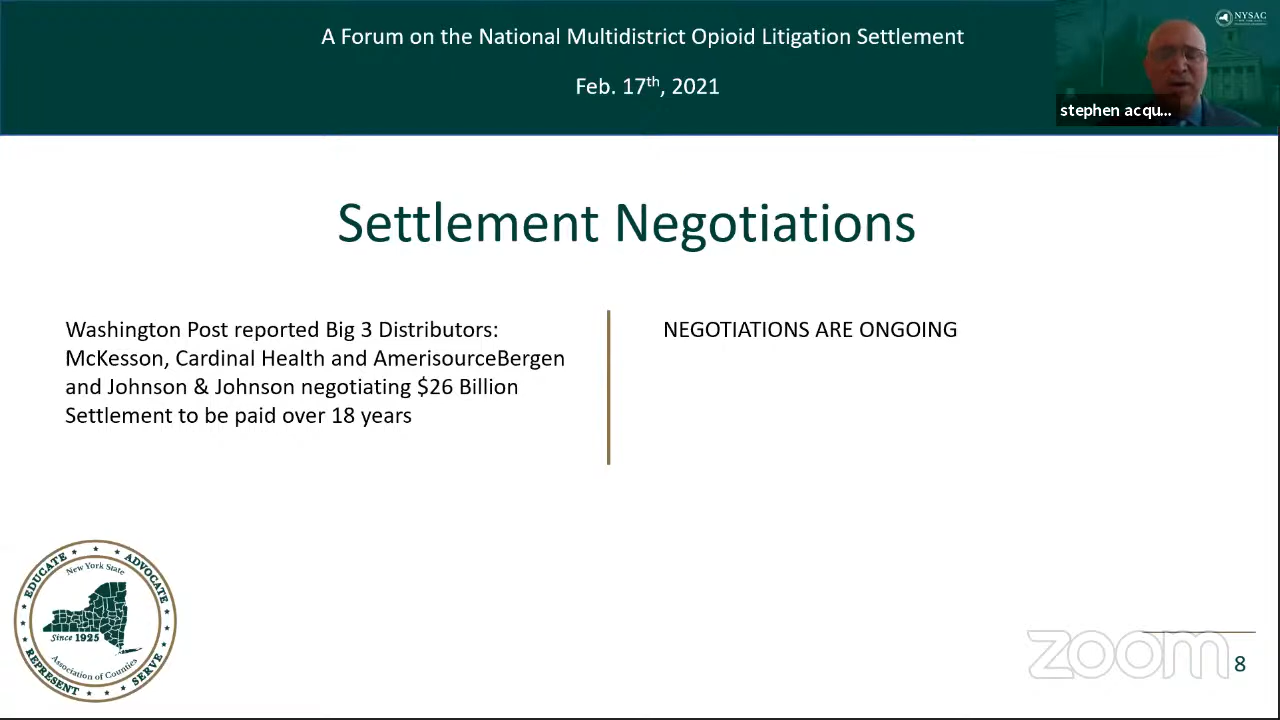 A Forum on the National Multidistrict Opioid Litigation Settlement
Feb. 17th, 2021
NYSAC
stephen acqu...
Settlement Negotiations
Washington Post reported Big 3 Distributors:
McKesson, Cardinal Health and AmerisourceBergen
and Johnson & Johnson negotiating $26 Billion
Settlement to be paid over 18 years
NEGOTIATIONS ARE ONGOING
EDUCATE
ADVOCATE
New York State
Since 1925
Association of Counties
REPRESENT
SERVE
zoom
8